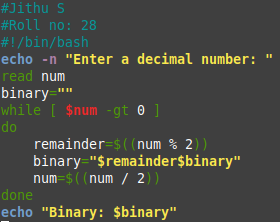 #Jithu S
#Roll no: 28
#!/bin/bash
echo -n "Enter a decimal number: "
read num
binary=""
while [ $num -gt 0 ]
do
    remainder=$((num % 2))
    binary="$remainder$binary"
    num=$((num / 2))
done
echo "Binary: $binary"